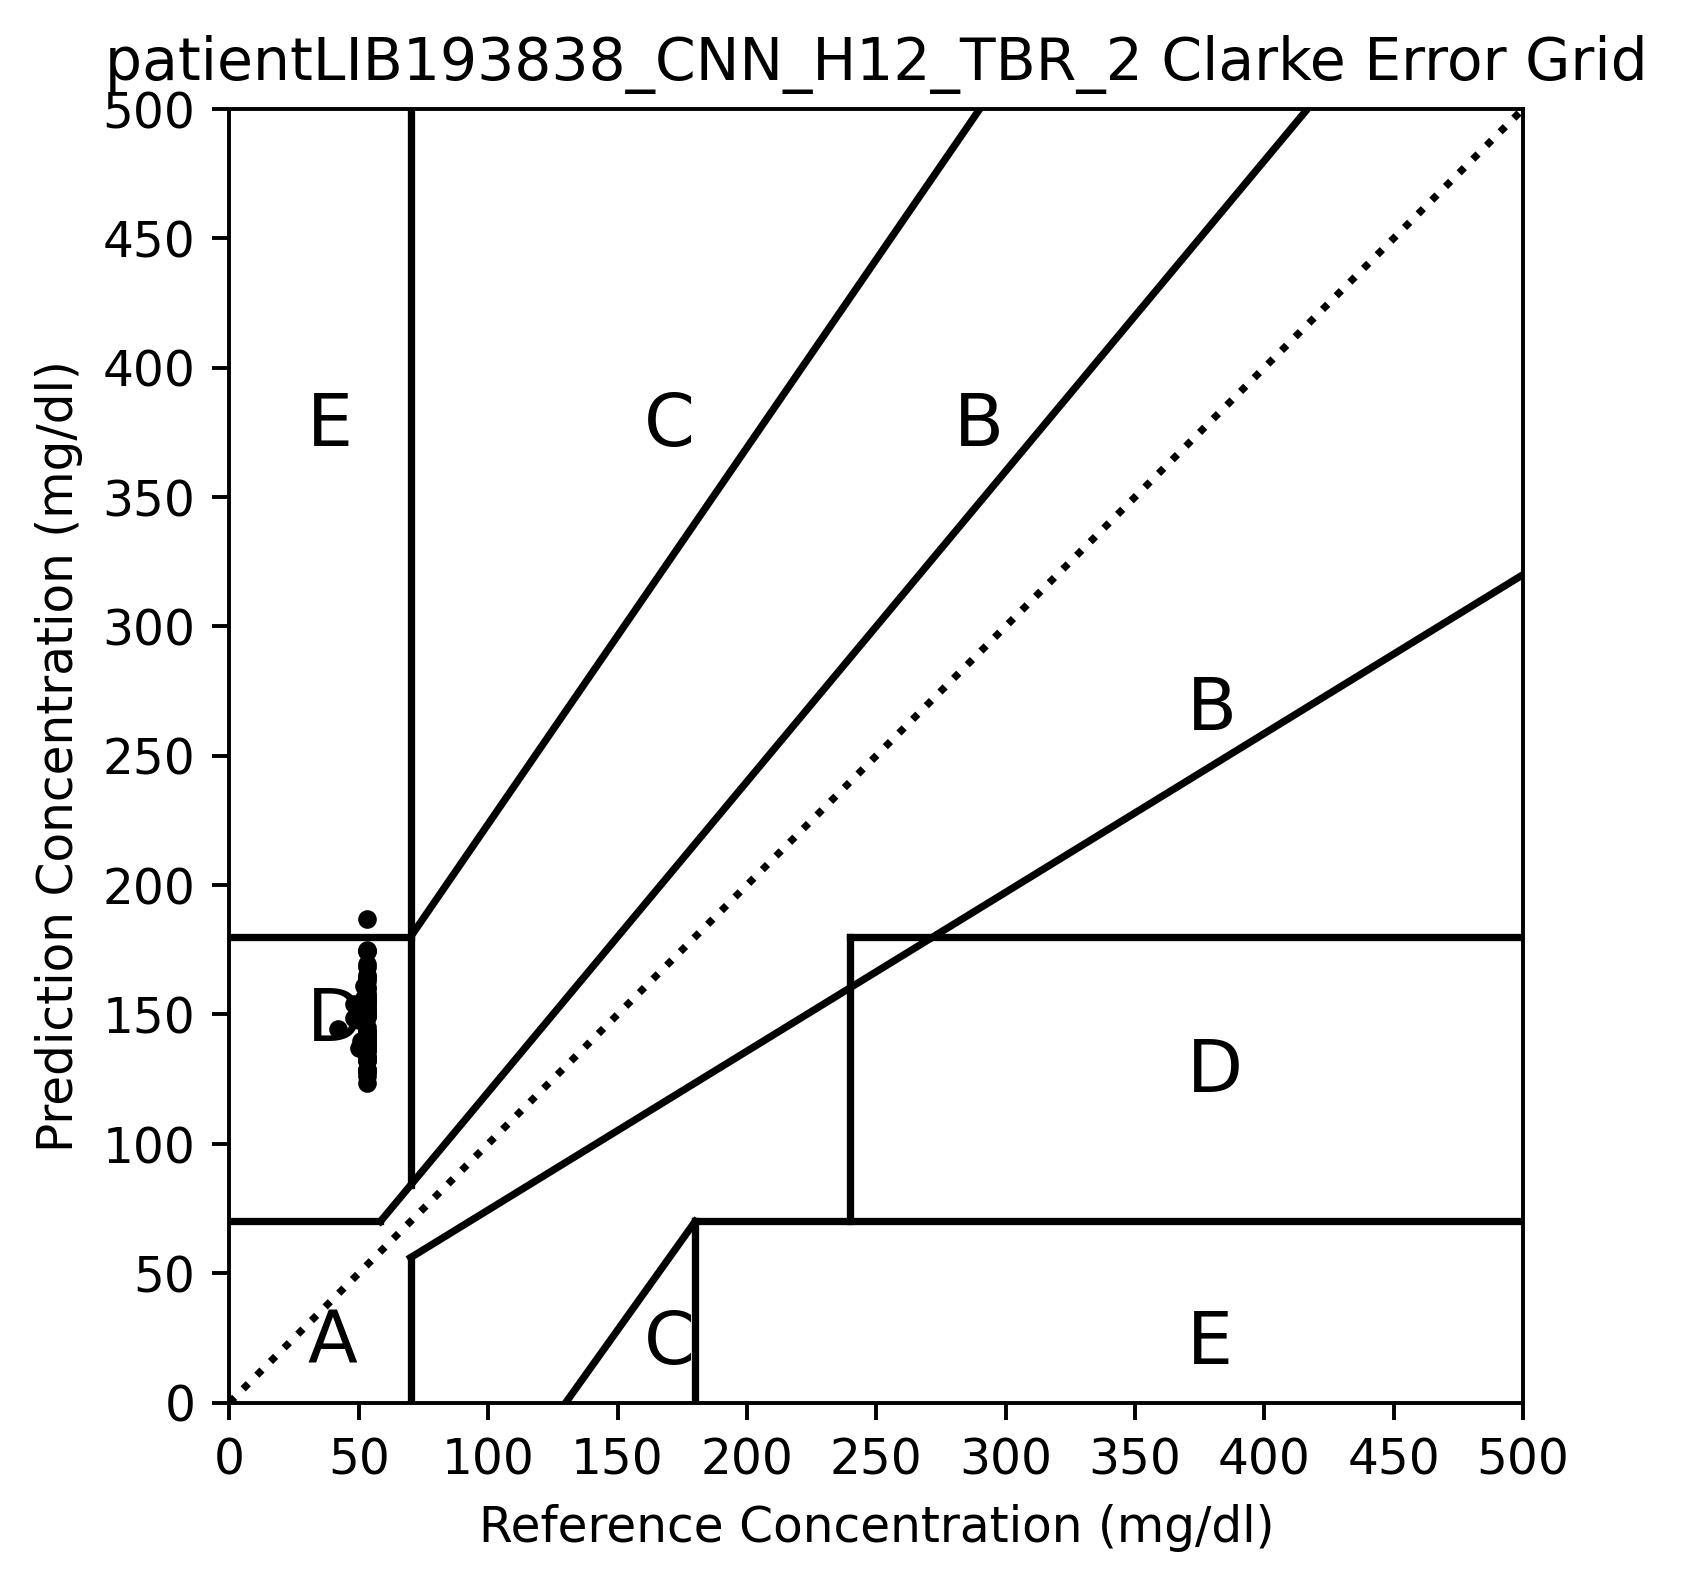 patientLIB193838_CNN_H12_TBR_2 Clarke Error Grid
500
450
400
350
300
250
200
150
100
50
0
Prediction Concentration (mg/dl)
E
C
B
B
D
D
A
C
E
0 50 100 150 200 250 300 350 400 450 500
Reference Concentration (mg/dl)